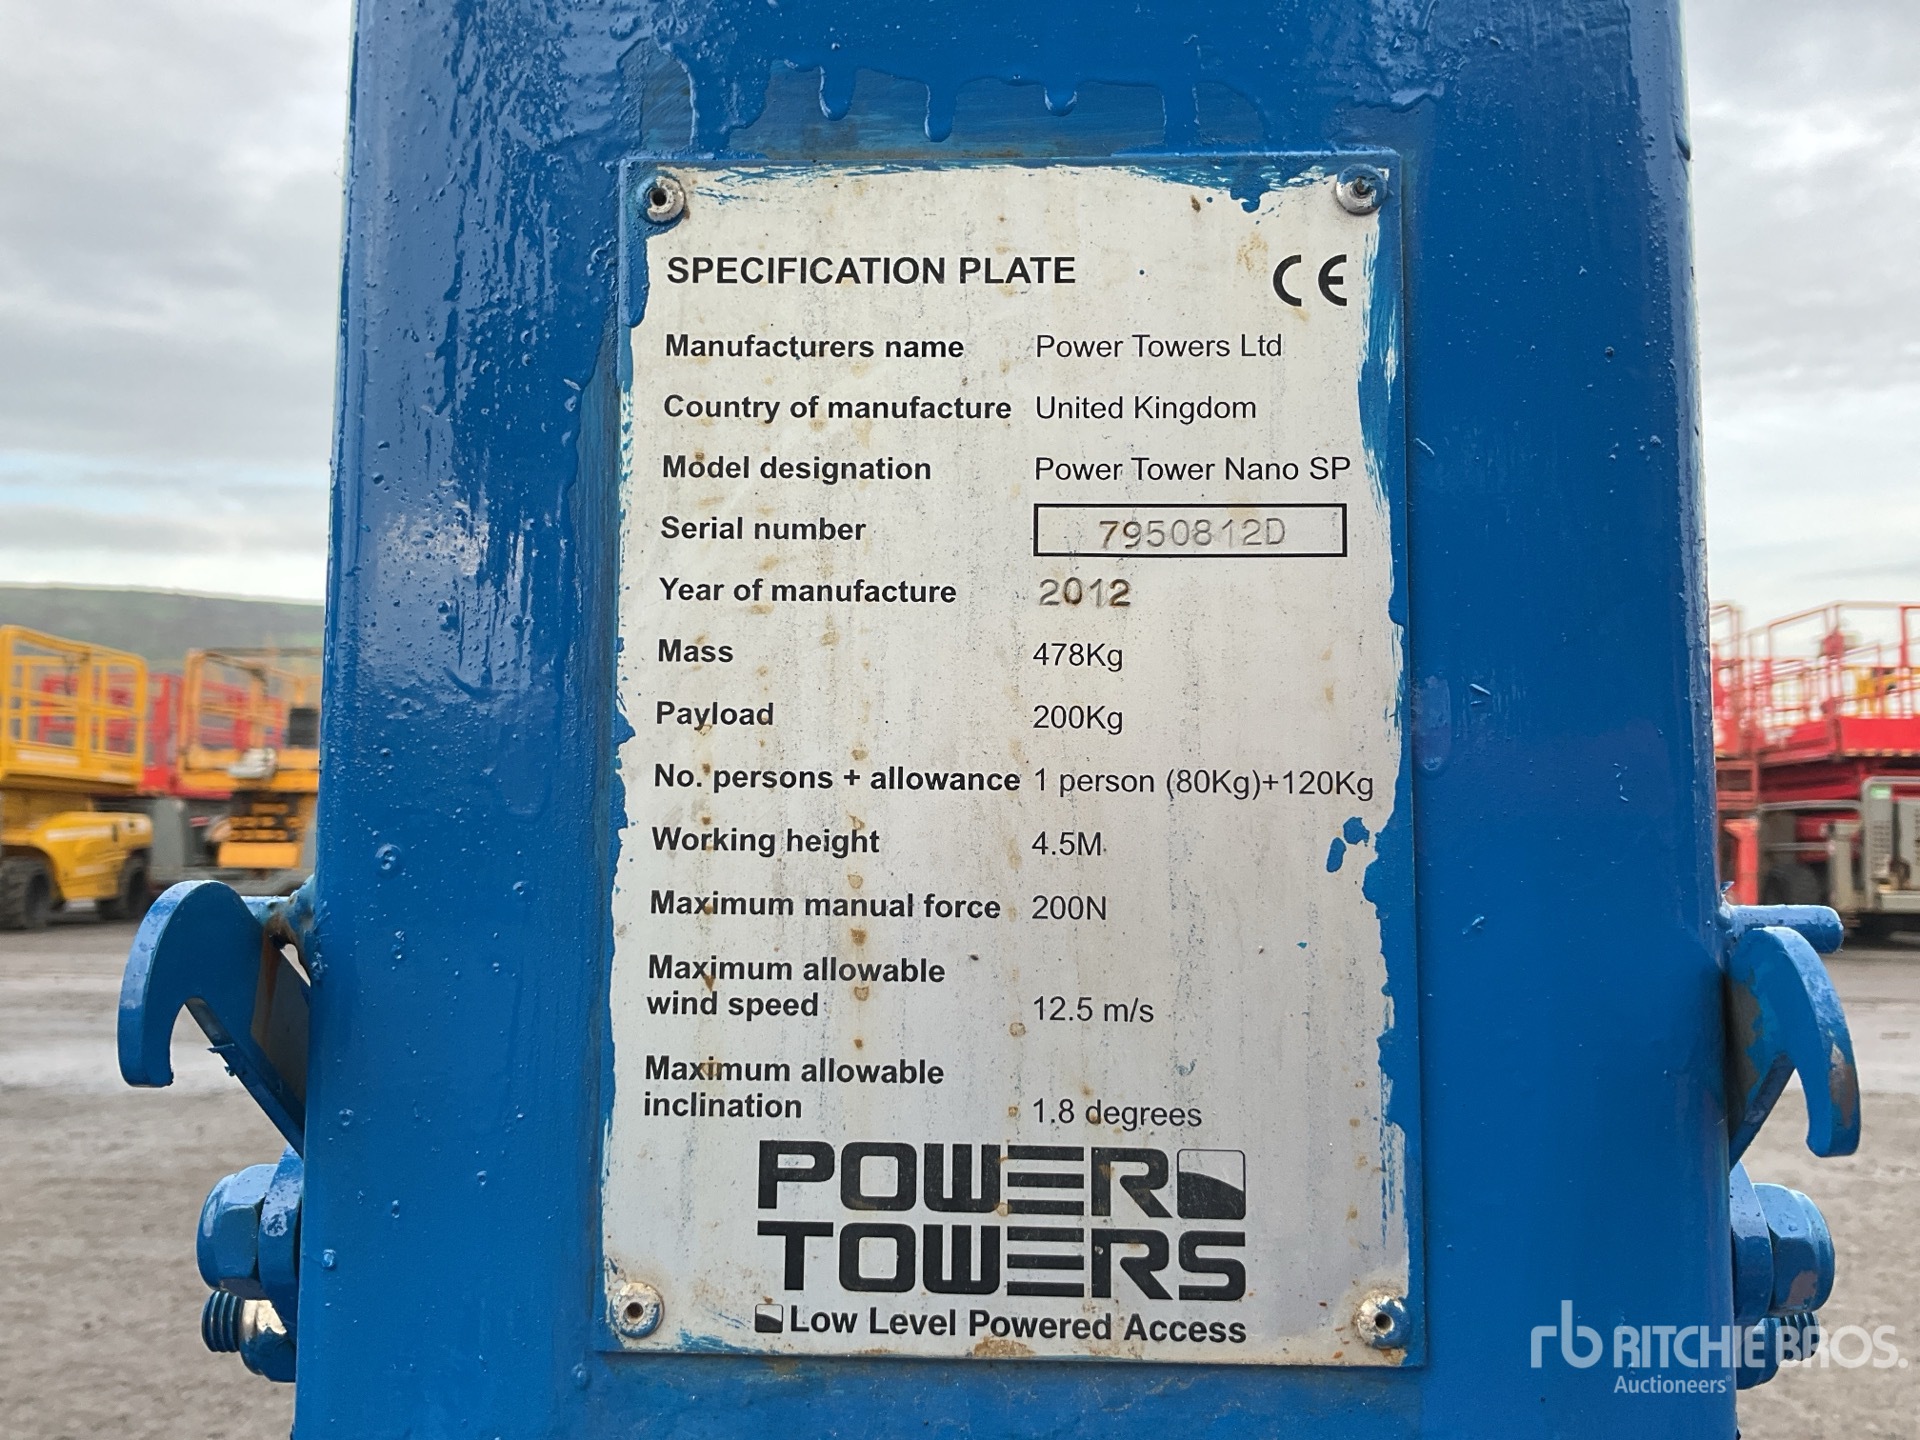 SPECIFICATION PLATE CE
Manufacturers name Power Towers Ltd
Country of manufacture United Kingdom
Model designation Power Tower Nano SP
Serial number 7950812D
Year of manufacture 2012
Mass 478Kg
Payload 200Kg
No. persons + allowance 1 person (80Kg)+120Kg
Working height 4.5M
Maximum manual force 200N
Maximum allowable
wind speed 12.5 m/s
Maximum allowable
inclination 1.8 degrees
POWER
TOWERS
Low Level Powered Access
rb RITCHIE BROS.
Auctioneers